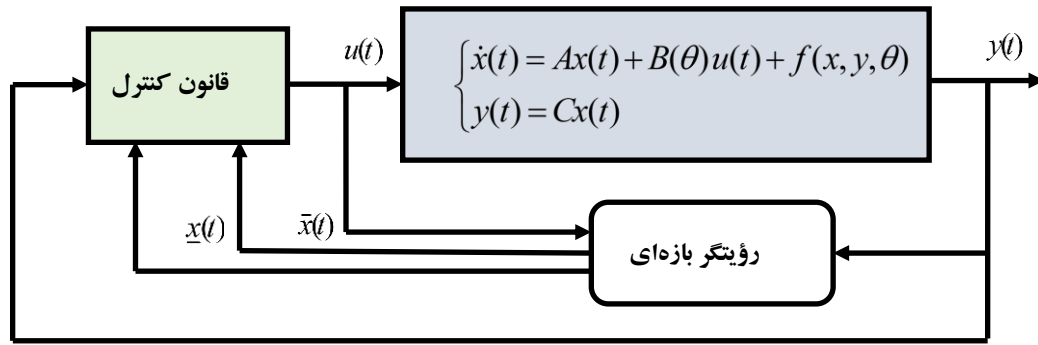 قانون کنترل
u(t)
ẋ(t) = Ax(t) + B(θ)u(t) + f(x, y, θ)
y(t) = Cx(t)
y(t)
x̲(t)
x̄(t)
رؤیتگر بازه‌ای